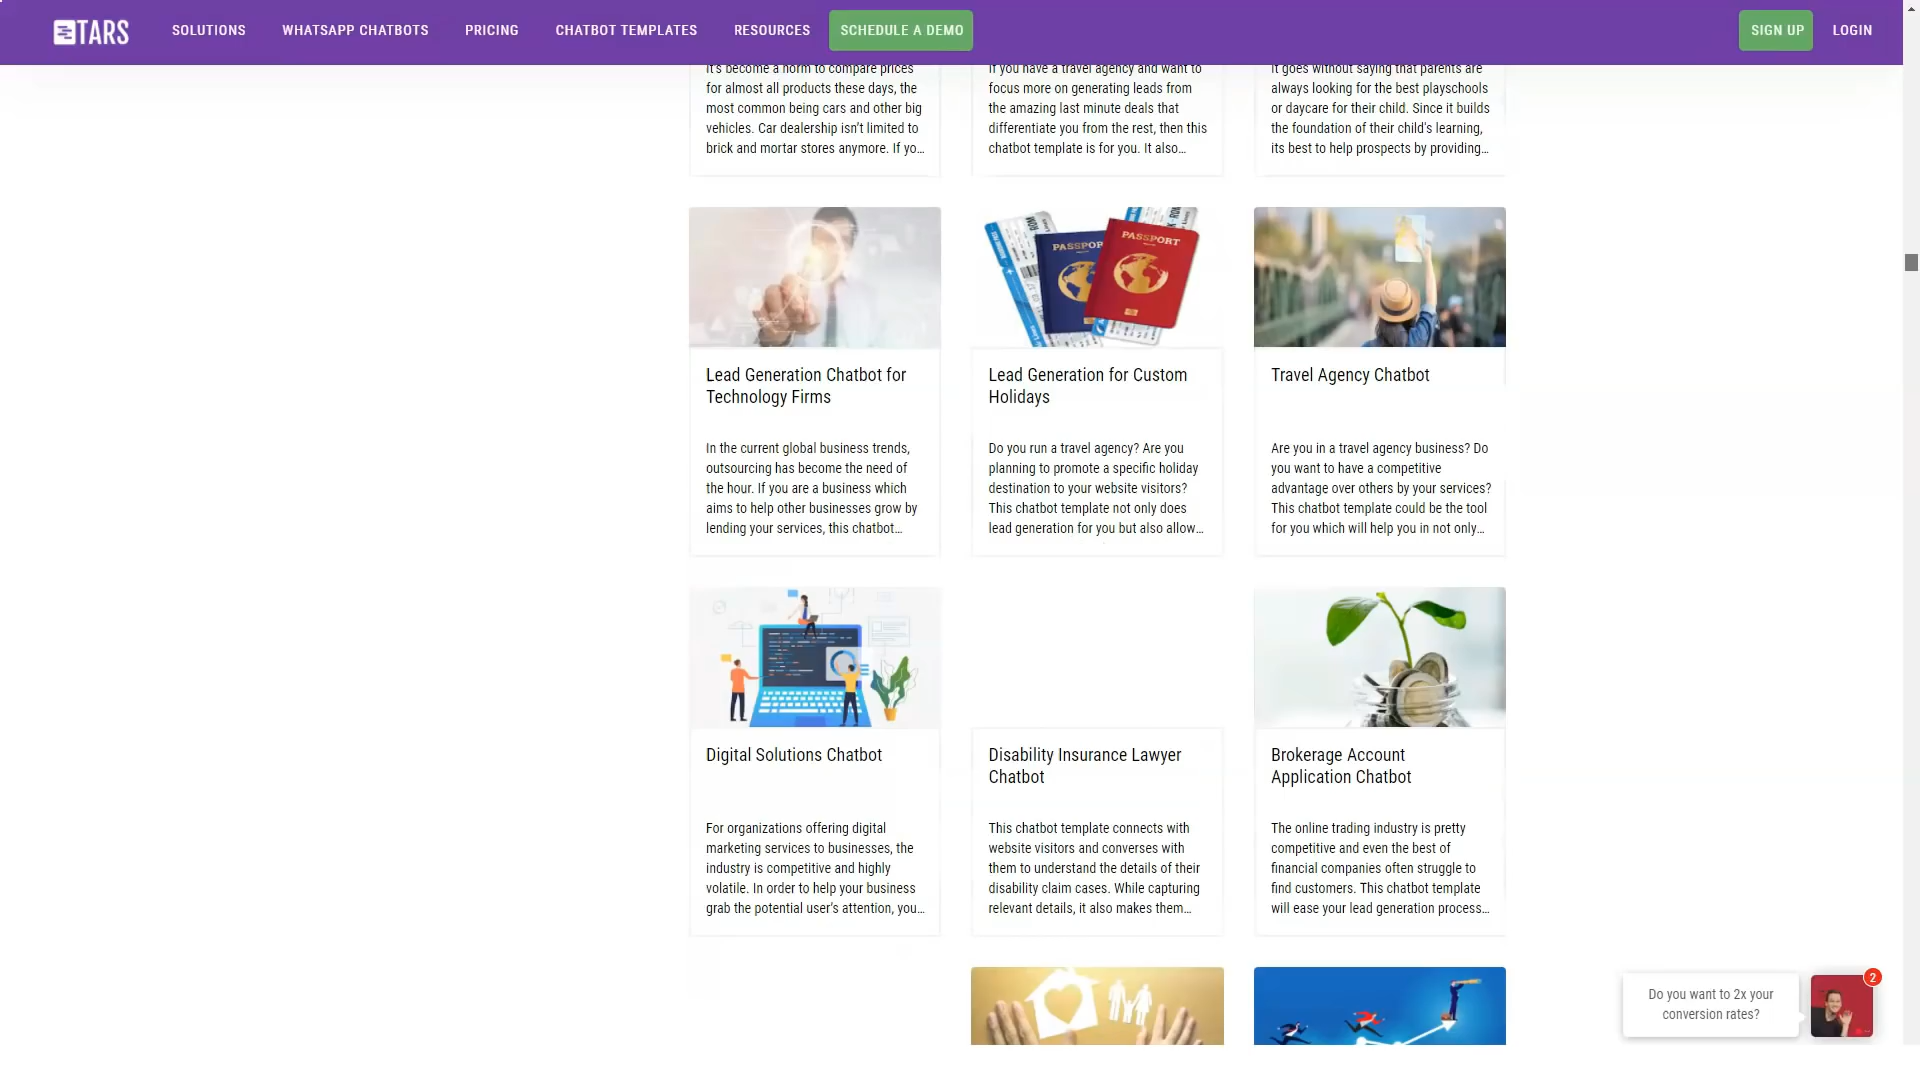 TARS
SOLUTIONS
WHATSAPP CHATBOTS
PRICING
CHATBOT TEMPLATES
RESOURCES
SCHEDULE A DEMO
SIGN UP
LOGIN
It's become a norm to compare prices
for almost all products these days, the
most common being cars and other big
vehicles. Car dealership isn't limited to
brick and mortar stores anymore. If yo...
If you have a travel agency and want to
focus more on generating leads from
the amazing last minute deals that
differentiate you from the rest, then this
chatbot template is for you. It also...
It goes without saying that parents are
always looking for the best playschools
or daycare for their child. Since it builds
the foundation of their child's learning,
its best to help prospects by providing...
PASSPORT
PASSPORT
Lead Generation Chatbot for
Technology Firms
In the current global business trends,
outsourcing has become the need of
the hour. If you are a business which
aims to help other businesses grow by
lending your services, this chatbot...
Lead Generation for Custom
Holidays
Do you run a travel agency? Are you
planning to promote a specific holiday
destination to your website visitors?
This chatbot template not only does
lead generation for you but also allow...
Travel Agency Chatbot
Are you in a travel agency business? Do
you want to have a competitive
advantage over others by your services?
This chatbot template could be the tool
for you which will help you in not only...
Digital Solutions Chatbot
For organizations offering digital
marketing services to businesses, the
industry is competitive and highly
volatile. In order to help your business
grab the potential user's attention, you...
Disability Insurance Lawyer
Chatbot
This chatbot template connects with
website visitors and converses with
them to understand the details of their
disability claim cases. While capturing
relevant details, it also makes them...
Brokerage Account
Application Chatbot
The online trading industry is pretty
competitive and even the best of
financial companies often struggle to
find customers. This chatbot template
will ease your lead generation process...
Do you want to 2x your
conversion rates?
2